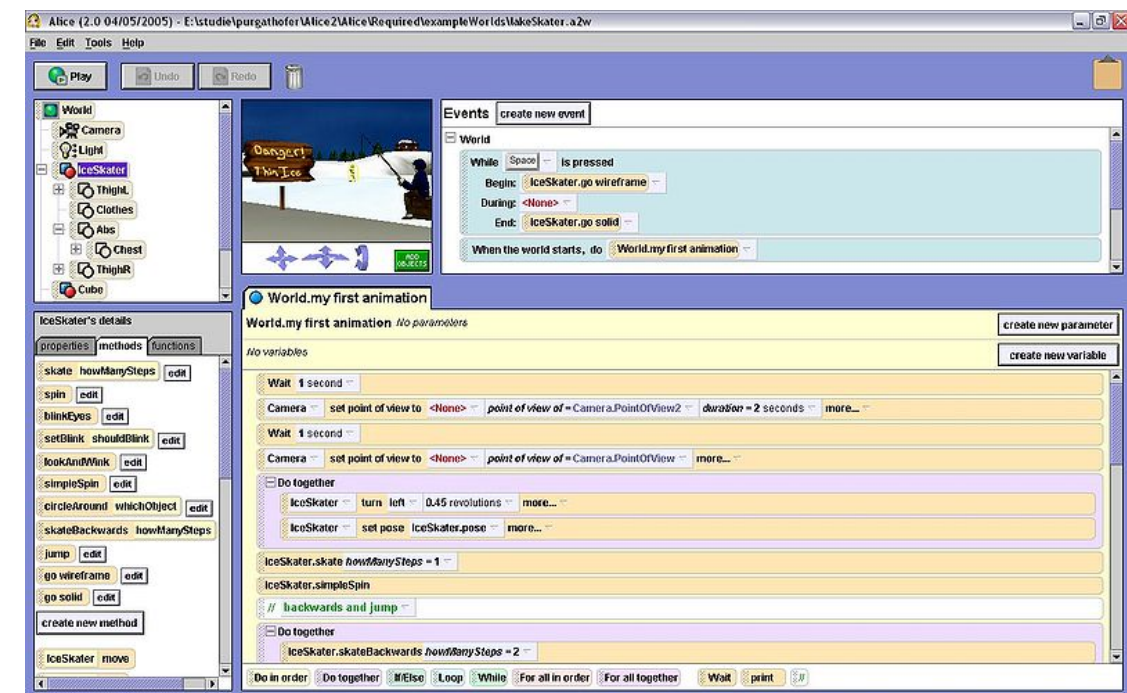 Alice (2.0 04/05/2005) - E:\studie\purgathofer\Alice2\Alice\Required\exampleWorlds\lakeSkater.a2w
File Edit Tools Help
Play Undo Redo
World
Camera
Light
IceSkater
ThighL
Clothes
Abs
Chest
ThighR
Cube
Danger!
Thin Ice
ADD
OBJECTS
Events create new event
World
While Space is pressed
Begin: IceSkater.go wireframe
During: <None>
End: IceSkater.go solid
When the world starts, do World.my first animation
IceSkater's details
properties methods functions
skate howManySteps edit
spin edit
blinkEyes edit
setBlink shouldBlink edit
lookAndWink edit
simpleSpin edit
circleAround whichObject edit
skateBackwards howManySteps
jump edit
go wireframe edit
go solid edit
create new method
IceSkater move
World.my first animation
World.my first animation No parameters create new parameter
No variables create new variable
Wait 1 second
Camera set point of view to <None> point of view of = Camera.PointOfView2 duration = 2 seconds more...
Wait 1 second
Camera set point of view to <None> point of view of = Camera.PointOfView more...
Do together
IceSkater turn left 0.45 revolutions more...
IceSkater set pose IceSkater.pose more...
IceSkater.skate howManySteps = 1
IceSkater.simpleSpin
// backwards and jump
Do together
IceSkater.skateBackwards howManySteps = 2
Do in order Do together If/Else Loop While For all in order For all together Wait print //